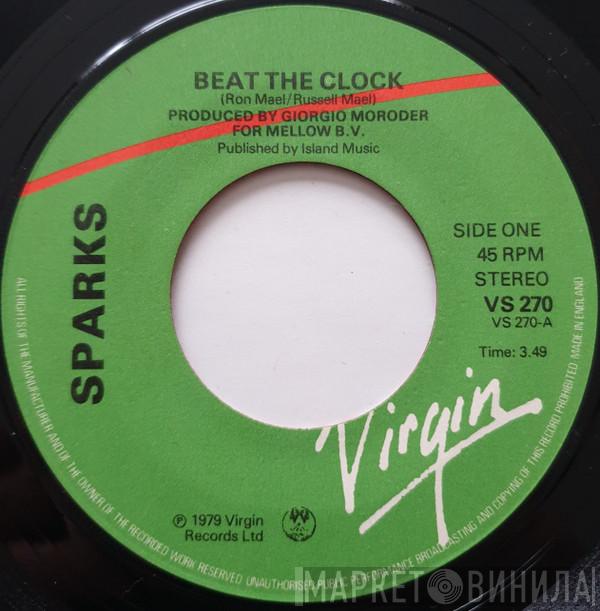 BEAT THE CLOCK
(Ron Mael/Russell Mael)
PRODUCED BY GIORGIO MORODER
FOR MELLOW B.V.
Published by Island Music
SPARKS
SIDE ONE
45 RPM
STEREO
VS 270
VS 270-A
Time: 3.49
Virgin
℗ 1979 Virgin
Records Ltd
ALL RIGHTS OF THE MANUFACTURER AND OF THE OWNER OF THE RECORDED WORK RESERVED UNAUTHORISED PUBLIC PERFORMANCE BROADCASTING AND COPYING OF THIS RECORD PROHIBITED. MADE IN ENGLAND
МАРКЕТ ВИНИЛА